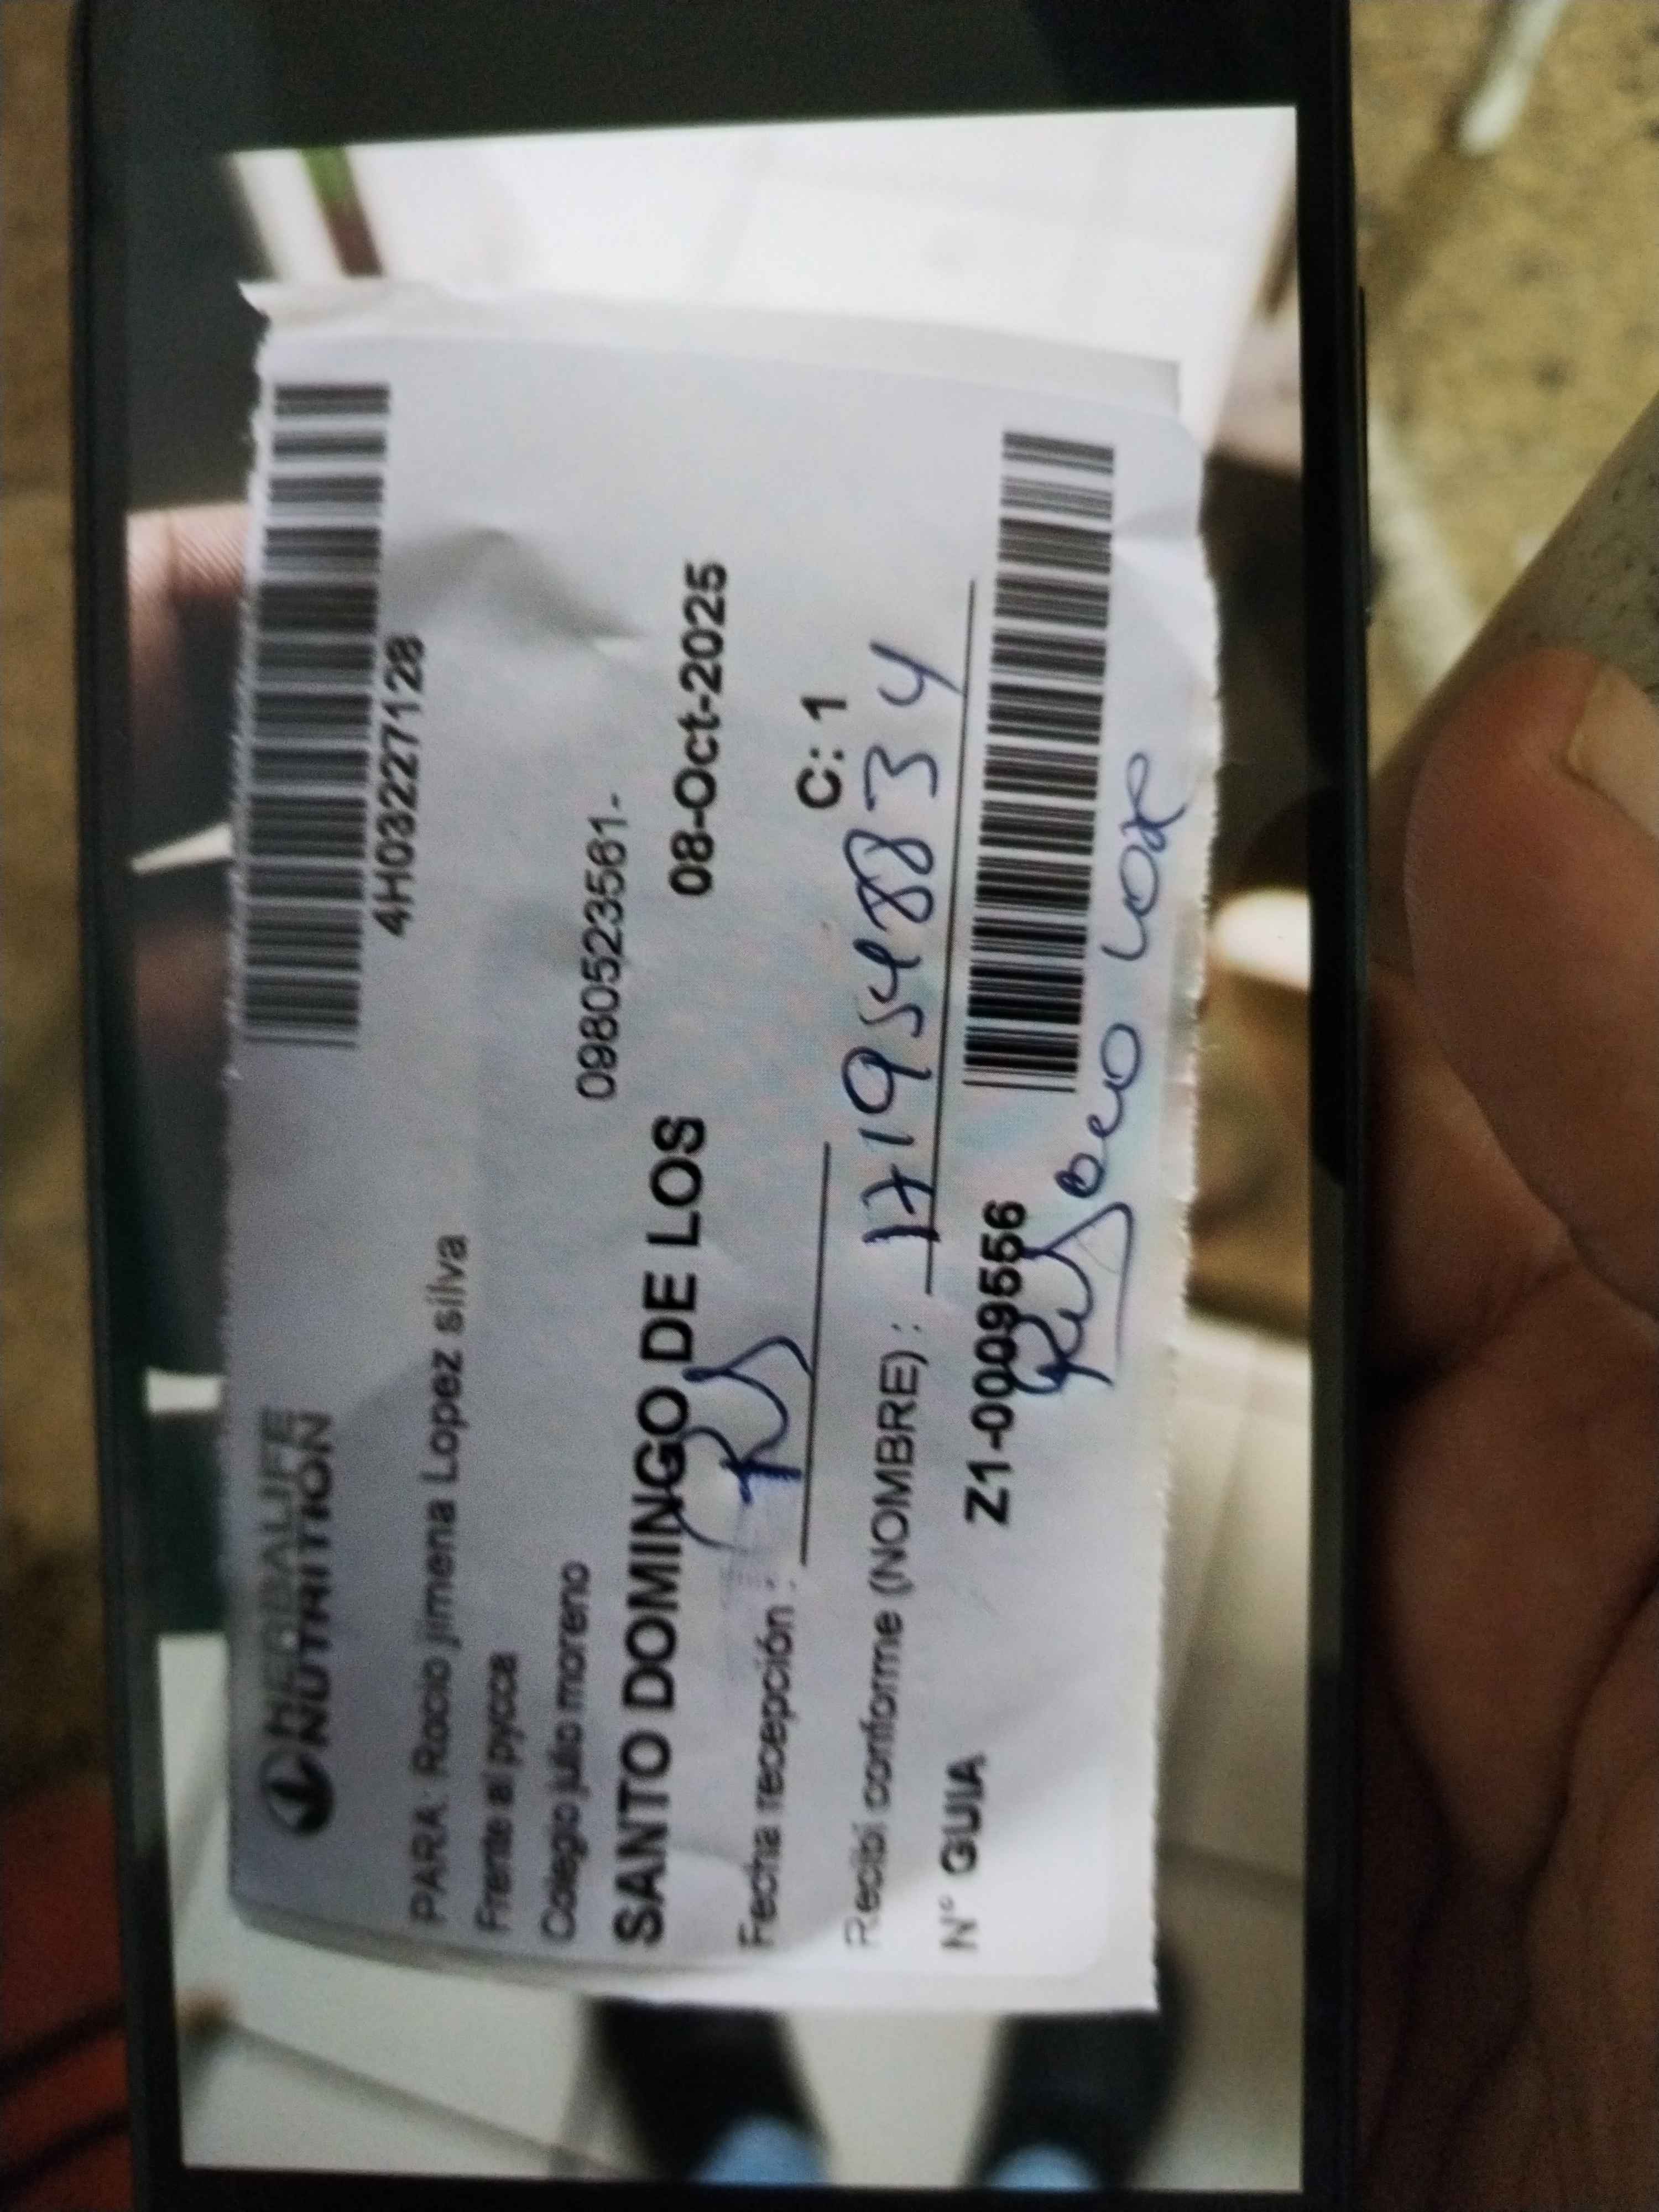 HERBALIFE
NUTRITION
4H03227128
PARA: Rocio jimena Lopez silva
Frente al pycca
Colegio julio moreno
0980523561-
SANTO DOMINGO DE LOS
08-Oct-2025
Fecha recepción :
C: 1
Recibí conforme (NOMBRE) : 1719548834
N° GUIA Z1-0009556